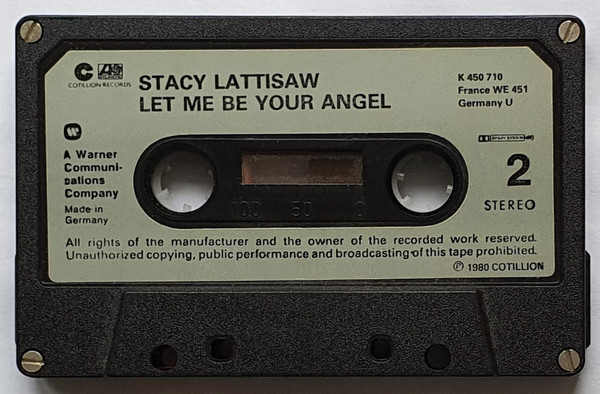 COTILLION RECORDS
STACY LATTISAW
LET ME BE YOUR ANGEL
K 450 710
France WE 451
Germany U
A Warner
Communi-
cations
Company
Made in
Germany
2
STEREO
100 50 0
All rights of the manufacturer and the owner of the recorded work reserved.
Unauthorized copying, public performance and broadcasting of this tape prohibited.
℗ 1980 COTILLION